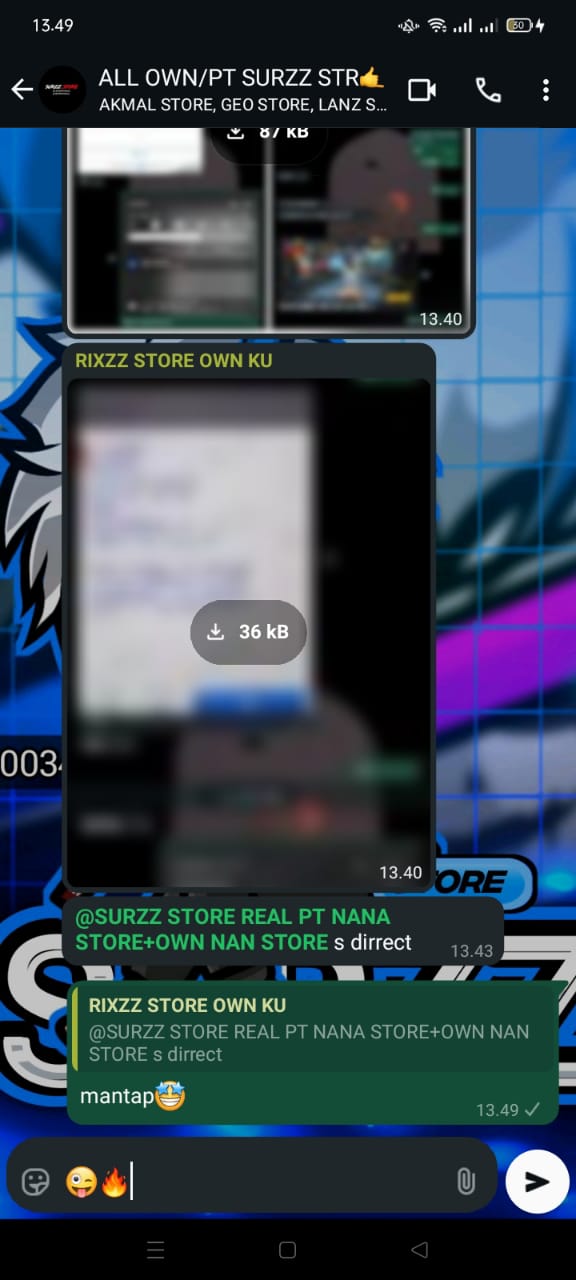 13.49
30
ALL OWN/PT SURZZ STR🤙
AKMAL STORE, GEO STORE, LANZ S...
87 kB
13.40
RIXZZ STORE OWN KU
36 kB
13.40
@SURZZ STORE REAL PT NANA
STORE+OWN NAN STORE s dirrect
13.43
RIXZZ STORE OWN KU
@SURZZ STORE REAL PT NANA STORE+OWN NAN
STORE s dirrect
mantap🤩
13.49
😜🔥